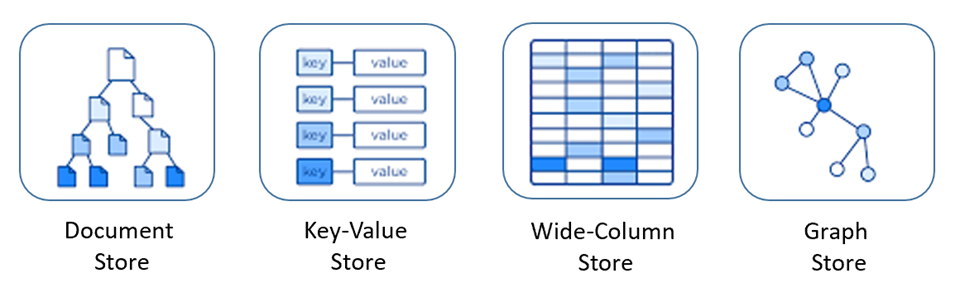 key value
key value
key value
key value
Document
Store
Key-Value
Store
Wide-Column
Store
Graph
Store